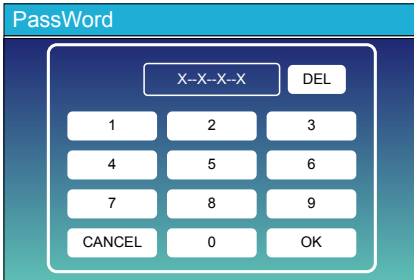 PassWord
X--X--X--X DEL
1 2 3
4 5 6
7 8 9
CANCEL 0 OK